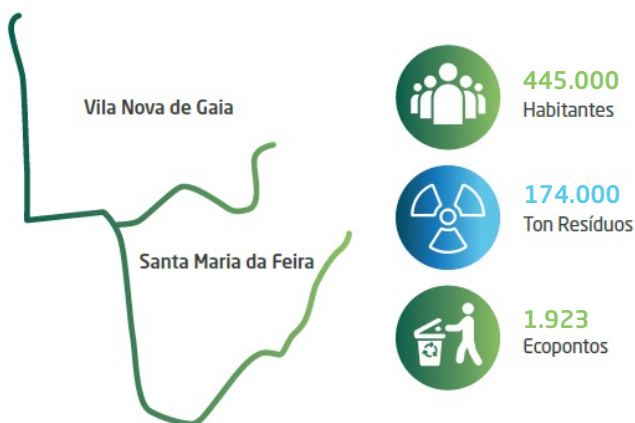 Vila Nova de Gaia
Santa Maria da Feira
445.000
Habitantes
174.000
Ton Resíduos
1.923
Ecopontos